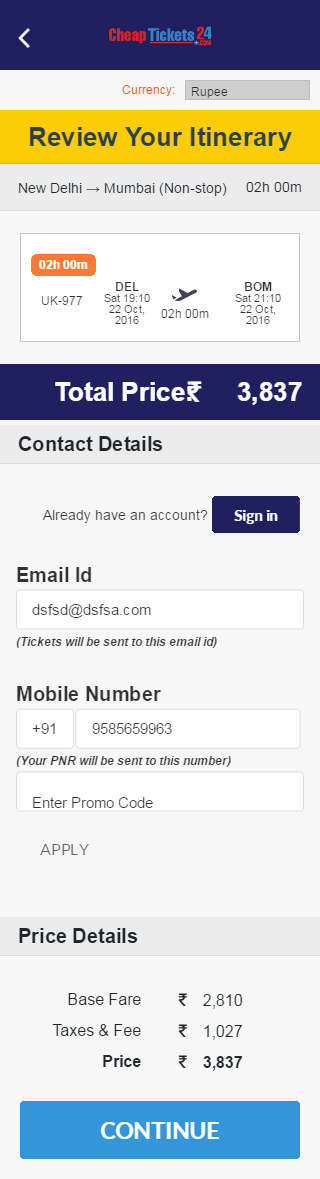 CheapTickets24
.COM
Currency: Rupee
Review Your Itinerary
New Delhi → Mumbai (Non-stop) 02h 00m
02h 00m
UK-977
DEL
Sat 19:10
22 Oct,
2016
02h 00m
BOM
Sat 21:10
22 Oct,
2016
Total Price₹ 3,837
Contact Details
Already have an account? Sign in
Email Id
dsfsd@dsfsa.com
(Tickets will be sent to this email id)
Mobile Number
+91 9585659963
(Your PNR will be sent to this number)
Enter Promo Code
APPLY
Price Details
Base Fare ₹ 2,810
Taxes & Fee ₹ 1,027
Price ₹ 3,837
CONTINUE